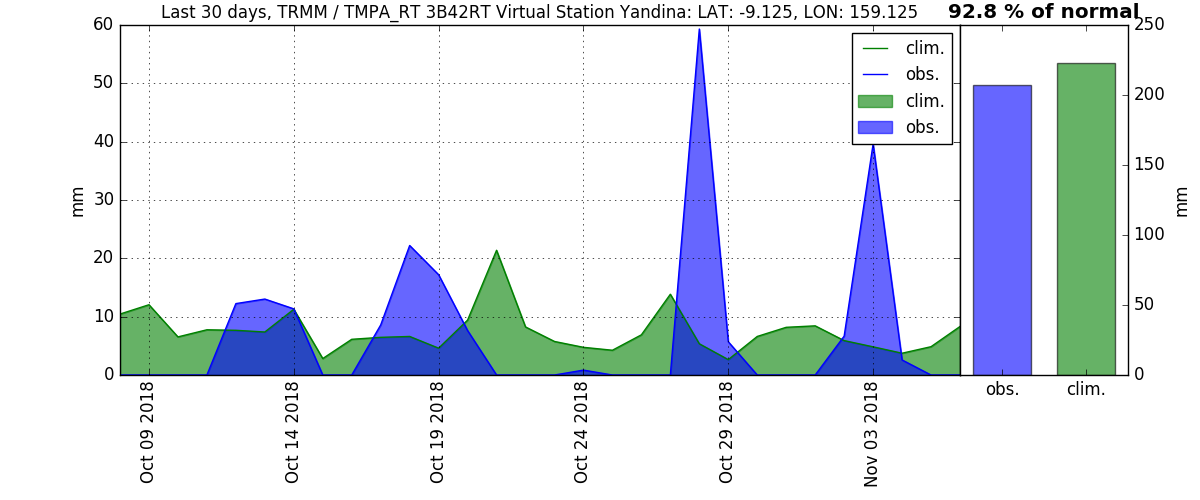 Last 30 days, TRMM / TMPA_RT 3B42RT Virtual Station Yandina: LAT: -9.125, LON: 159.125
92.8 % of normal
60
50
40
30
20
10
0
mm
clim.
obs.
clim.
obs.
Oct 09 2018
Oct 14 2018
Oct 19 2018
Oct 24 2018
Oct 29 2018
Nov 03 2018
250
200
150
100
50
0
mm
obs.
clim.